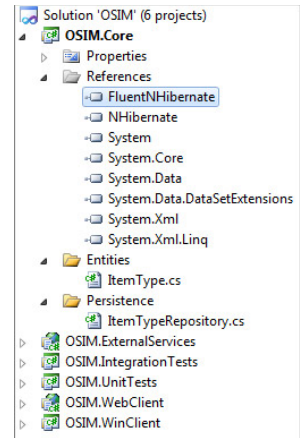 Solution 'OSIM' (6 projects)
OSIM.Core
Properties
References
FluentNHibernate
NHibernate
System
System.Core
System.Data
System.Data.DataSetExtensions
System.Xml
System.Xml.Linq
Entities
ItemType.cs
Persistence
ItemTypeRepository.cs
OSIM.ExternalServices
OSIM.IntegrationTests
OSIM.UnitTests
OSIM.WebClient
OSIM.WinClient